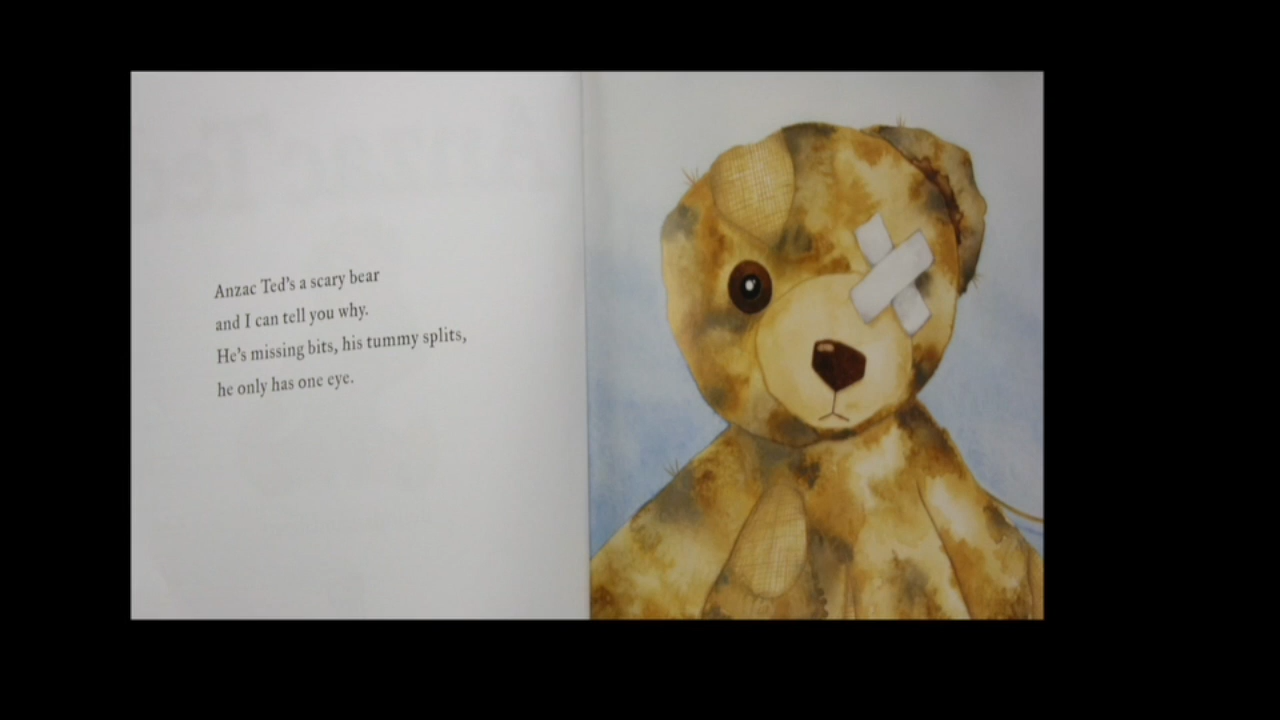 Anzac Ted's a scary bear
and I can tell you why.
He's missing bits, his tummy splits,
he only has one eye.